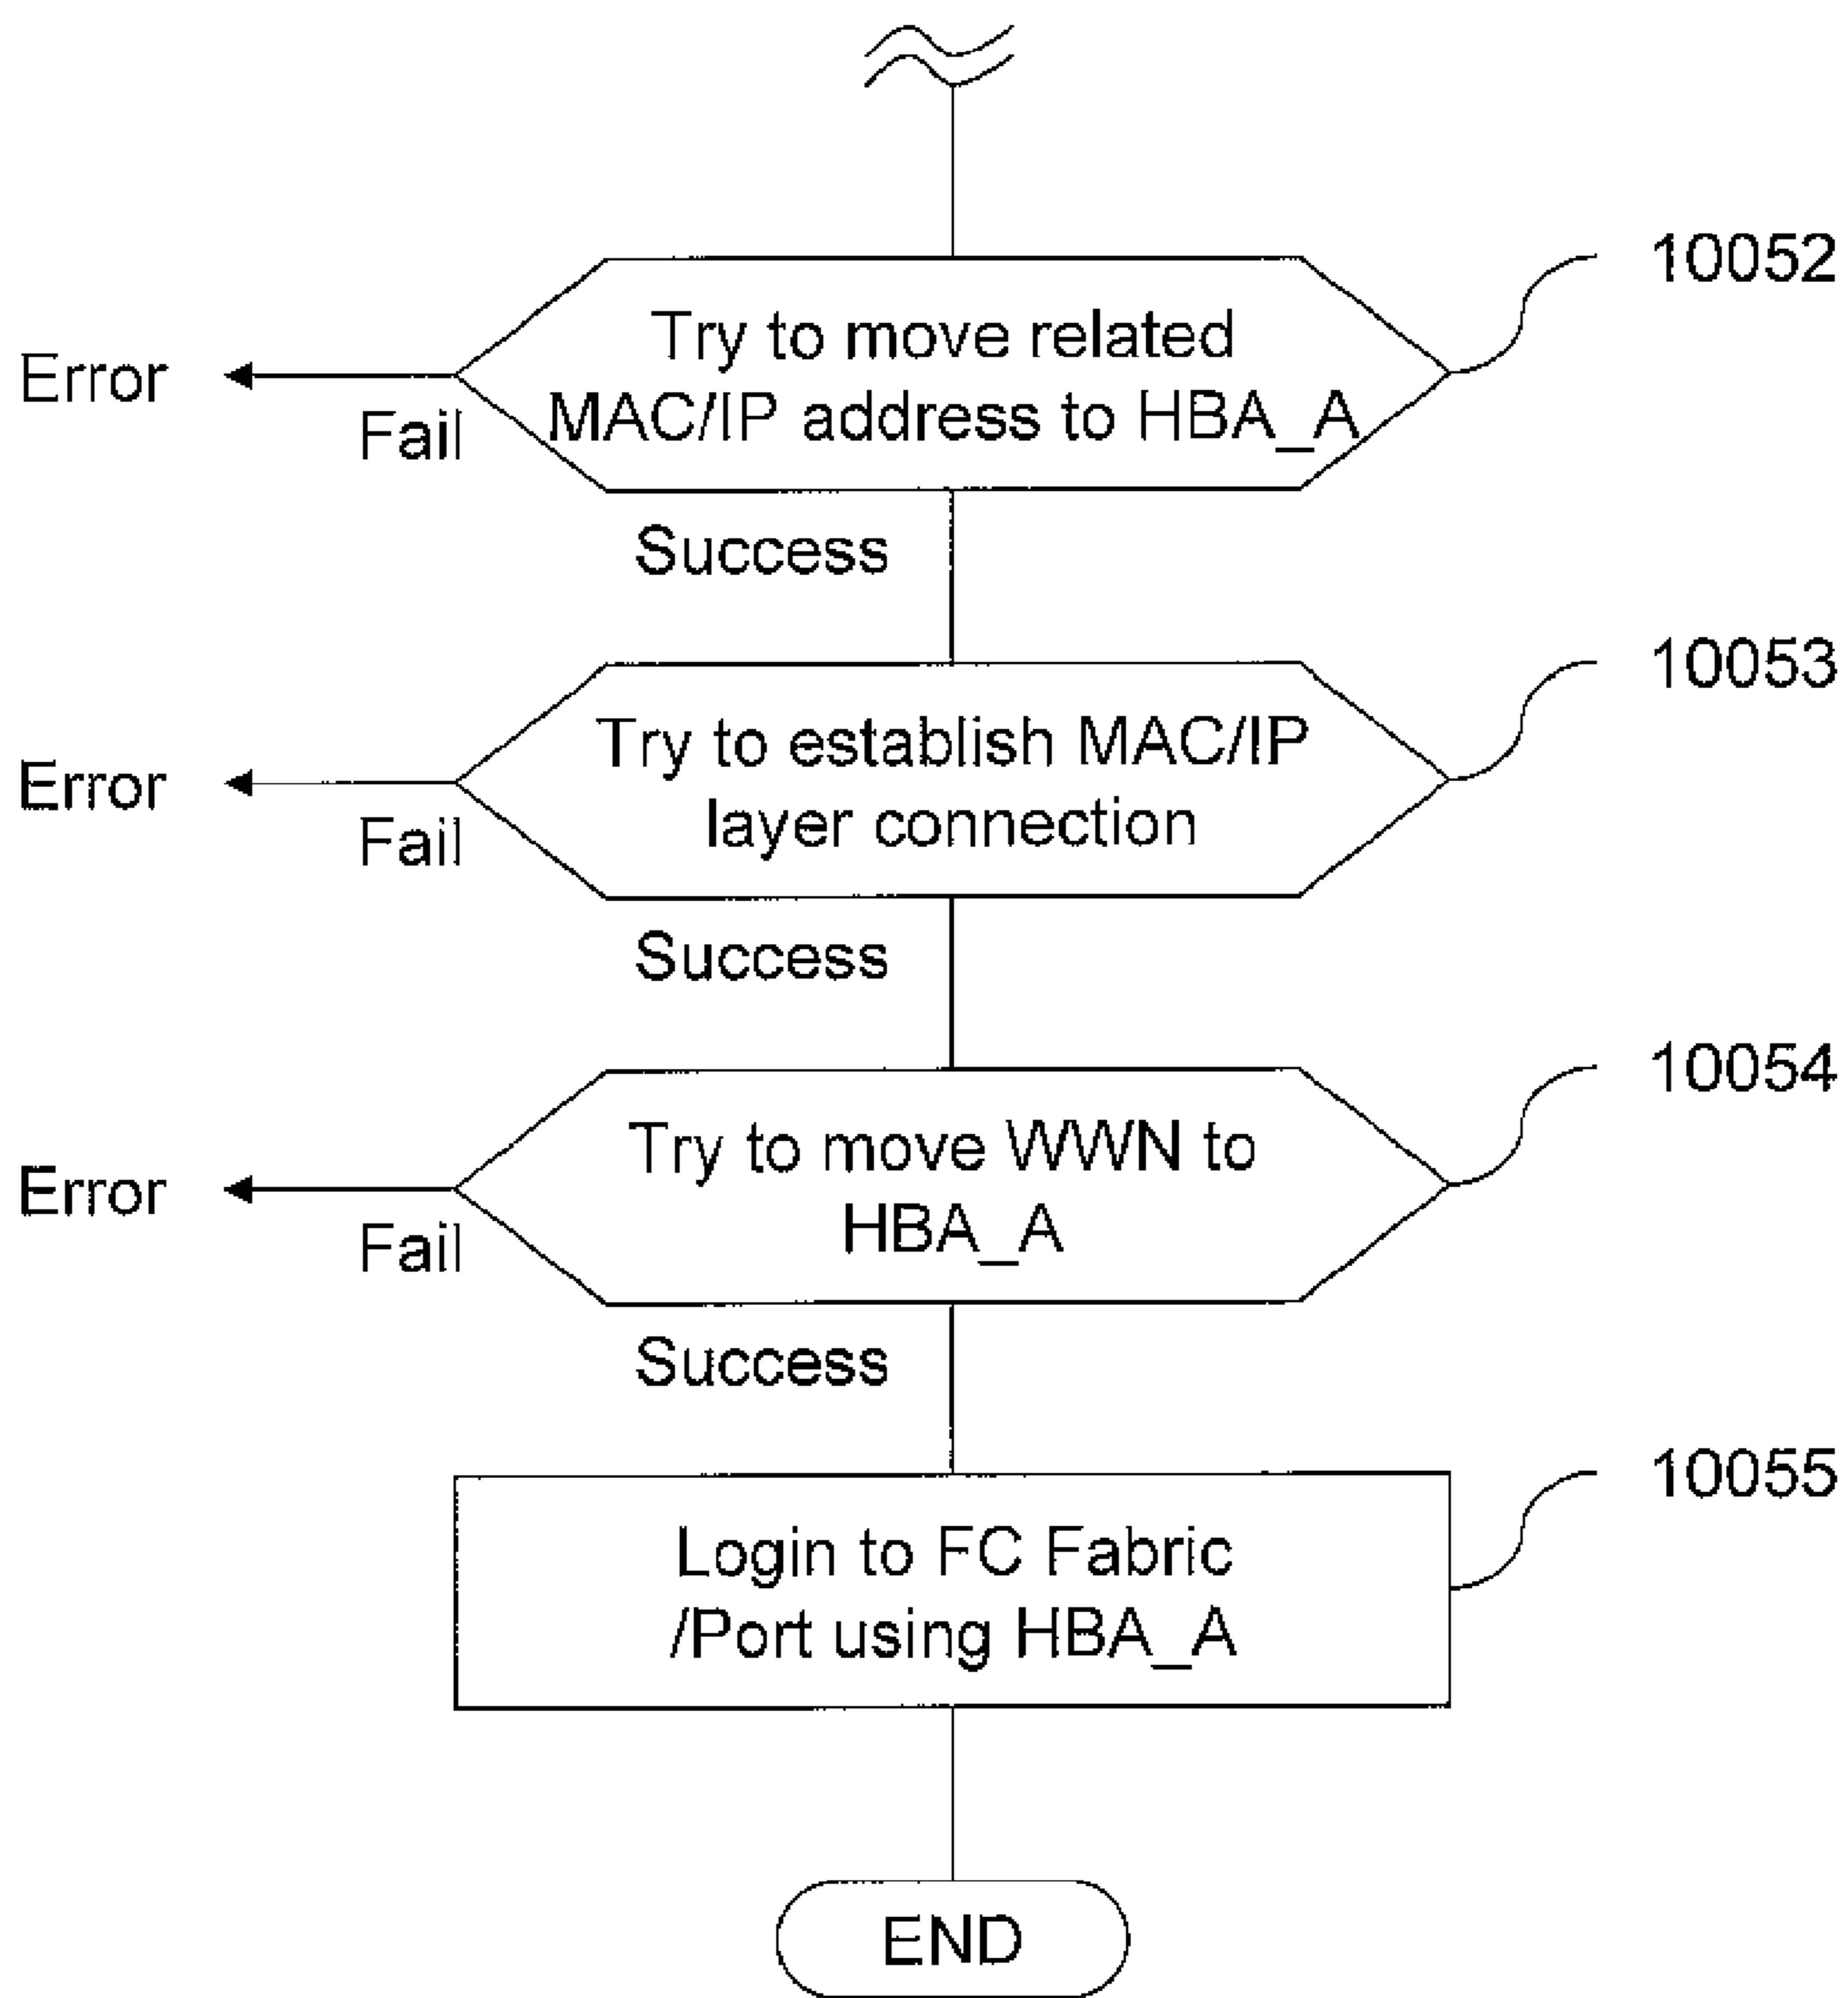 10052
Try to move related
MAC/IP address to HBA_A
Error
Fail
Success
10053
Try to establish MAC/IP
layer connection
Error
Fail
Success
10054
Try to move WWN to
HBA_A
Error
Fail
Success
10055
Login to FC Fabric
/Port using HBA_A
END